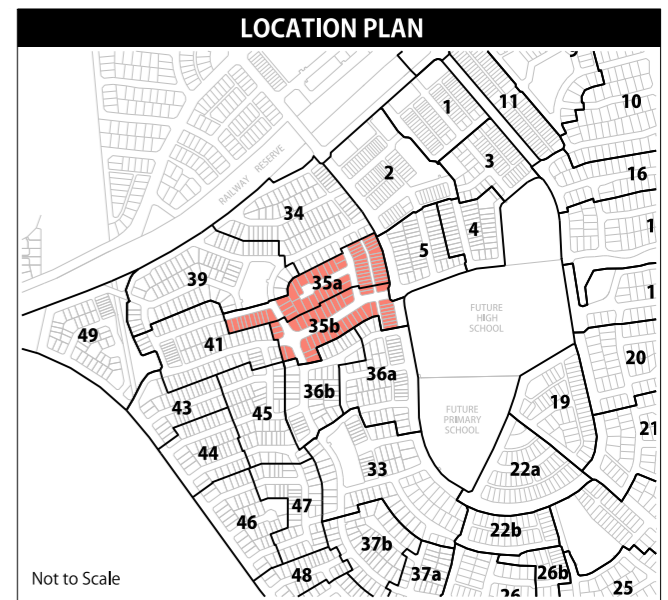 LOCATION PLAN
10
11
1
3
16
2
RAILWAY RESERVE
34
4
5
39
35a
FUTURE
HIGH
SCHOOL
35b
49
41
36a
20
36b
43
45
19
FUTURE
PRIMARY
SCHOOL
21
44
33
22a
47
46
22b
37b
48
37a
26b
25
26
Not to Scale